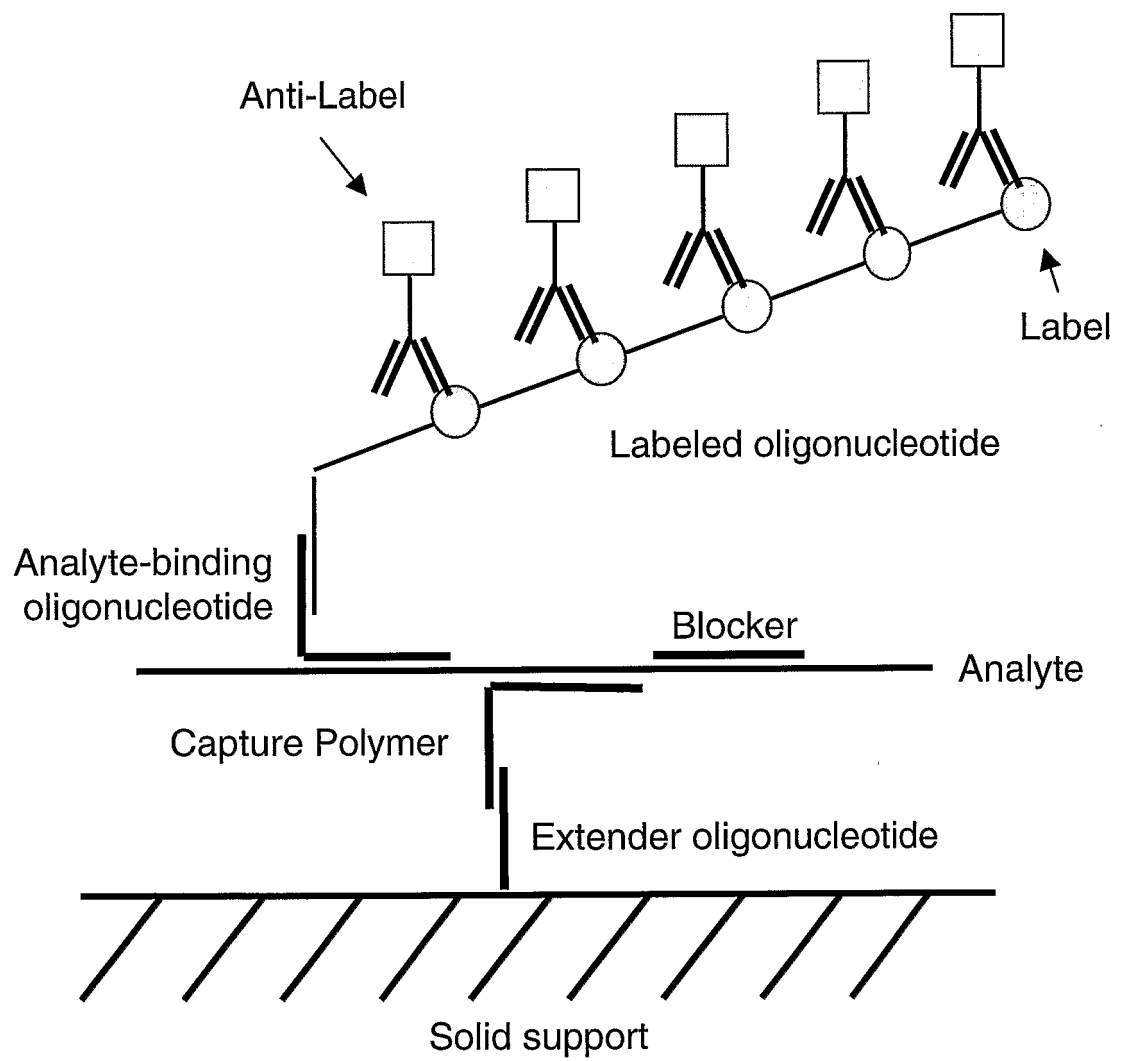 Anti-Label
Label
Labeled oligonucleotide
Analyte-binding
oligonucleotide
Blocker
Analyte
Capture Polymer
Extender oligonucleotide
Solid support